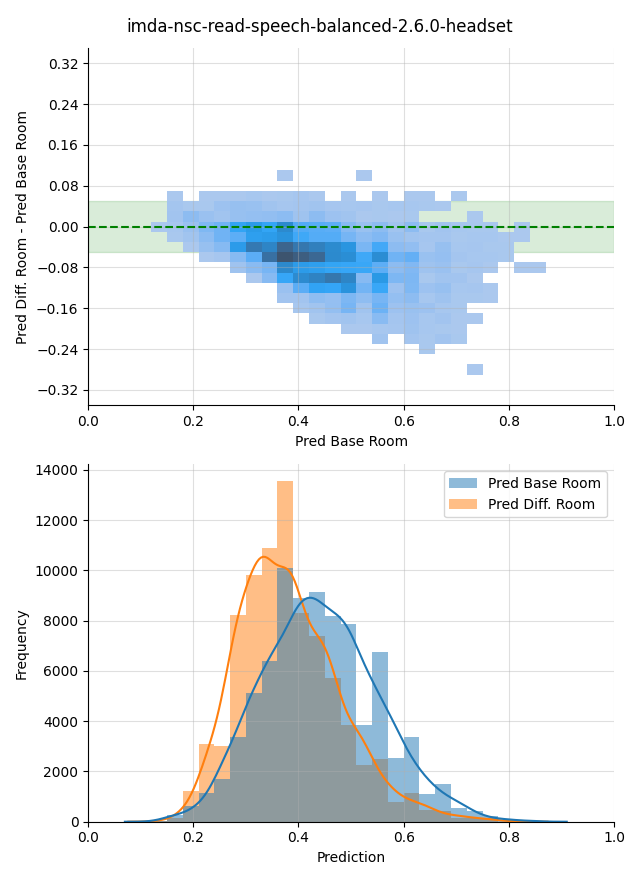 imda-nsc-read-speech-balanced-2.6.0-headset
Pred Diff. Room - Pred Base Room
0.32
0.24
0.16
0.08
0.00
−0.08
−0.16
−0.24
−0.32
0.0 0.2 0.4 0.6 0.8 1.0
Pred Base Room
Frequency
14000
12000
10000
8000
6000
4000
2000
0
Pred Base Room
Pred Diff. Room
0.0 0.2 0.4 0.6 0.8 1.0
Prediction